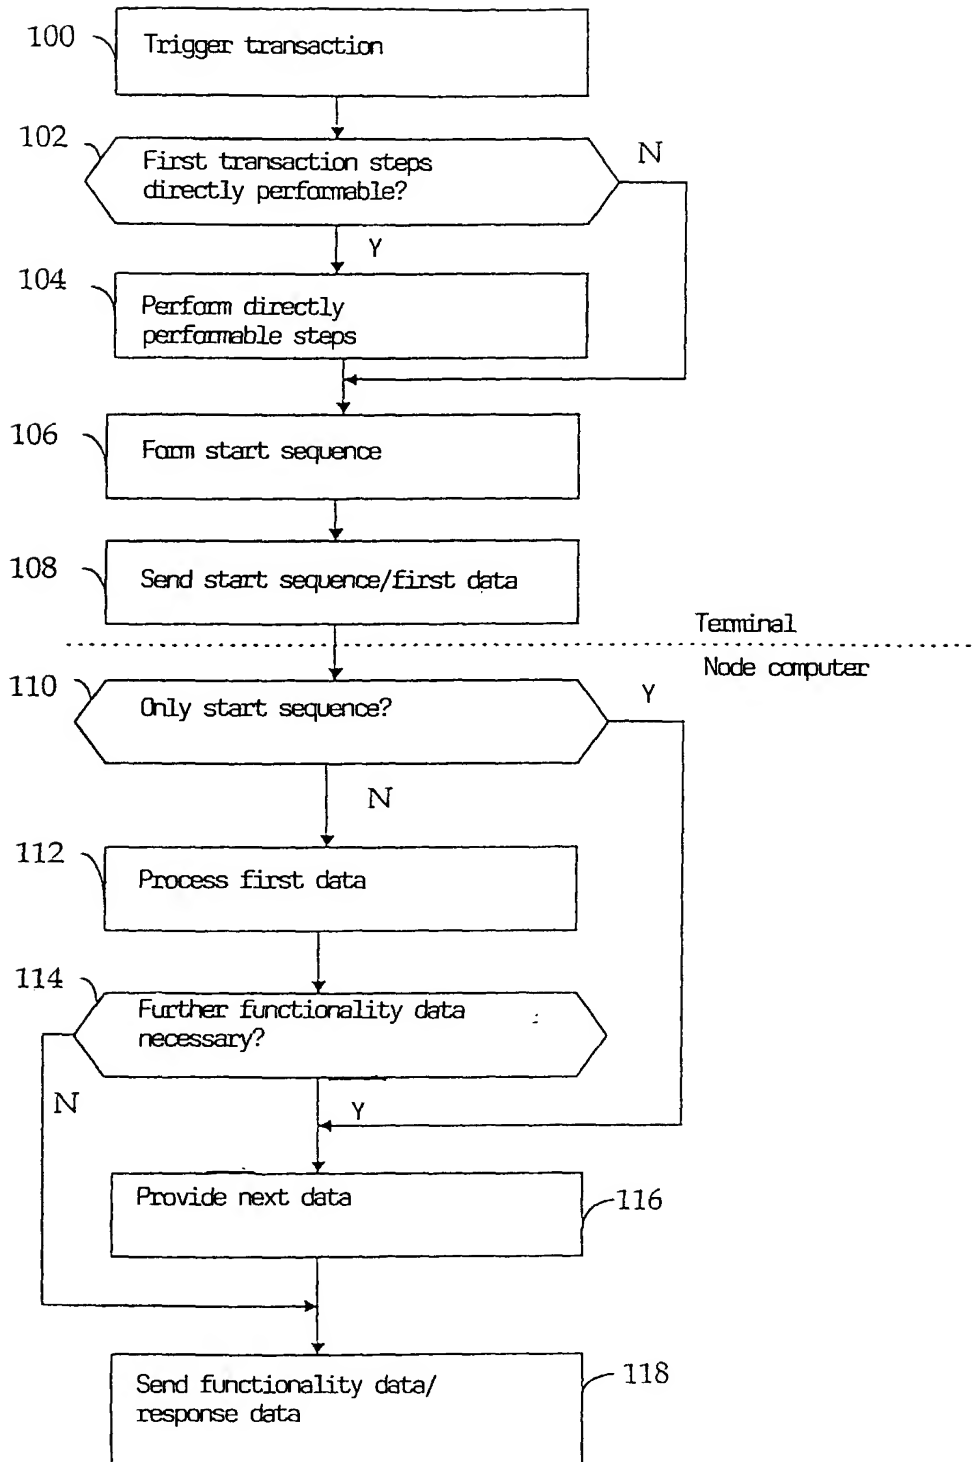 100
Trigger transaction
102
First transaction steps
directly performable?
N
Y
104
Perform directly
performable steps
106
Form start sequence
108
Send start sequence/first data
Terminal
Node computer
110
Only start sequence?
Y
N
112
Process first data
114
Further functionality data
necessary?
N
Y
Provide next data
116
Send functionality data/
response data
118